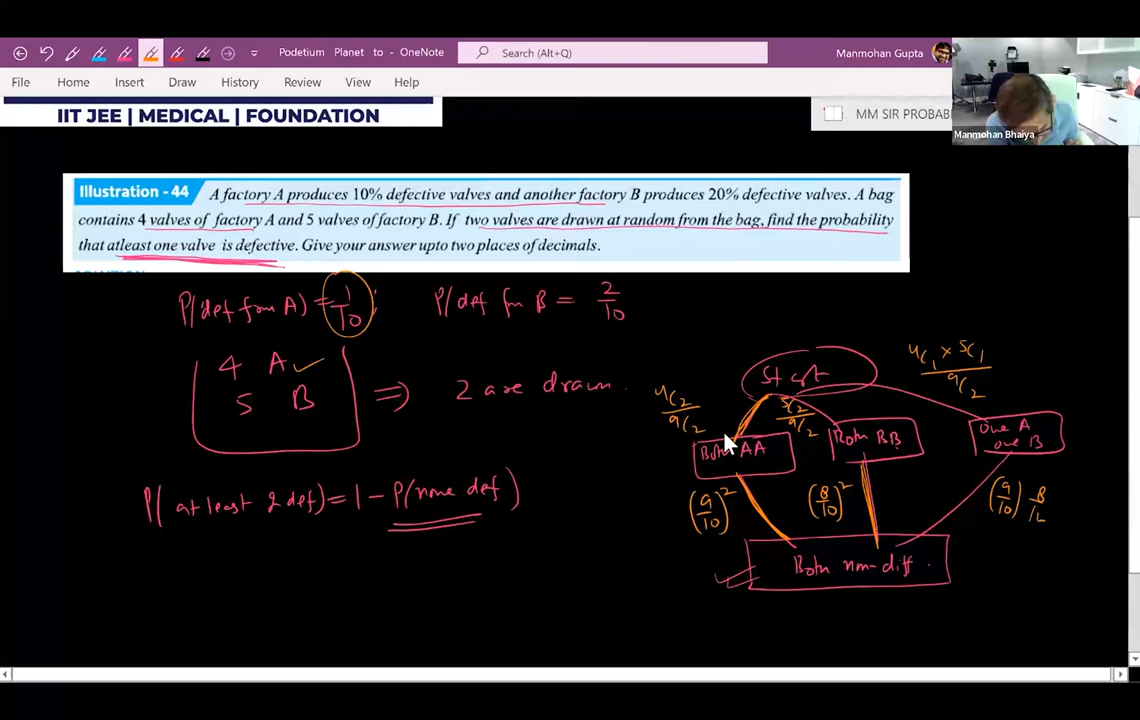 Podetium Planet to - OneNote
Search (Alt+Q)
Manmohan Gupta
File Home Insert Draw History Review View Help
IIT JEE | MEDICAL | FOUNDATION
MM SIR PROBAB
Manmohan Bhaiya
Illustration - 44 A factory A produces 10% defective valves and another factory B produces 20% defective valves. A bag
contains 4 valves of factory A and 5 valves of factory B. If two valves are drawn at random from the bag, find the probability
that atleast one valve is defective. Give your answer upto two places of decimals.
P(def from A) = 1/10 ; P(def fm B = 2/10
4 A ✓
5 B
⇒ 2 are drawn.
P(at least 2 def) = 1 - P(none def)
Start
4C2/9C2 5C2/9C2 4C1 × 5C1/9C2
Both AA
Both BB
one A
one B
(9/10)² (8/10)² (9/10) 8/10
Both non-diff.